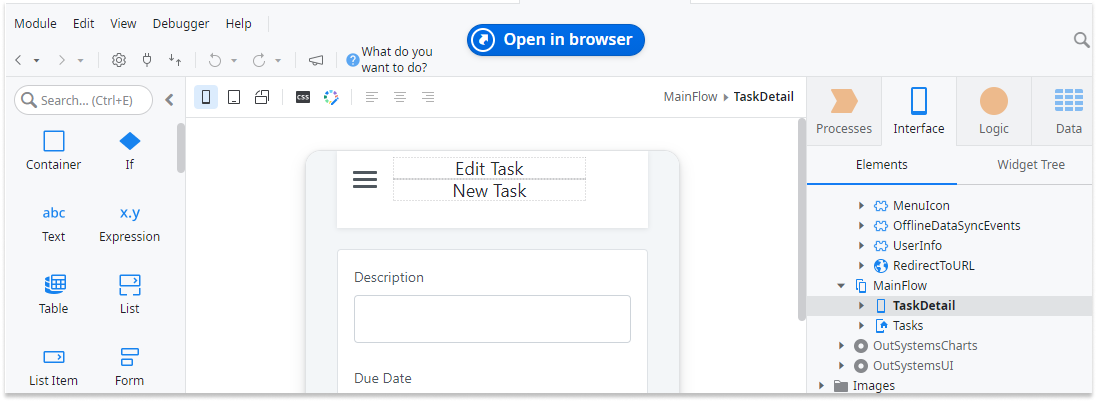 Module Edit View Debugger Help
Open in browser
What do you
want to do?
Search... (Ctrl+E)
CSS
MainFlow TaskDetail
Processes Interface Logic Data
Container If
abc Text
x.y Expression
Table List
List Item Form
Edit Task
New Task
Description
Due Date
Elements Widget Tree
MenuIcon
OfflineDataSyncEvents
UserInfo
RedirectToURL
MainFlow
TaskDetail
Tasks
OutSystemsCharts
OutSystemsUI
Images